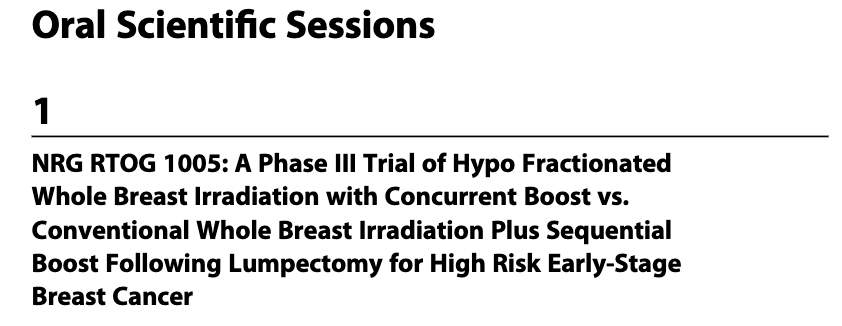 Oral Scientific Sessions
1
NRG RTOG 1005: A Phase III Trial of Hypo Fractionated
Whole Breast Irradiation with Concurrent Boost vs.
Conventional Whole Breast Irradiation Plus Sequential
Boost Following Lumpectomy for High Risk Early-Stage
Breast Cancer